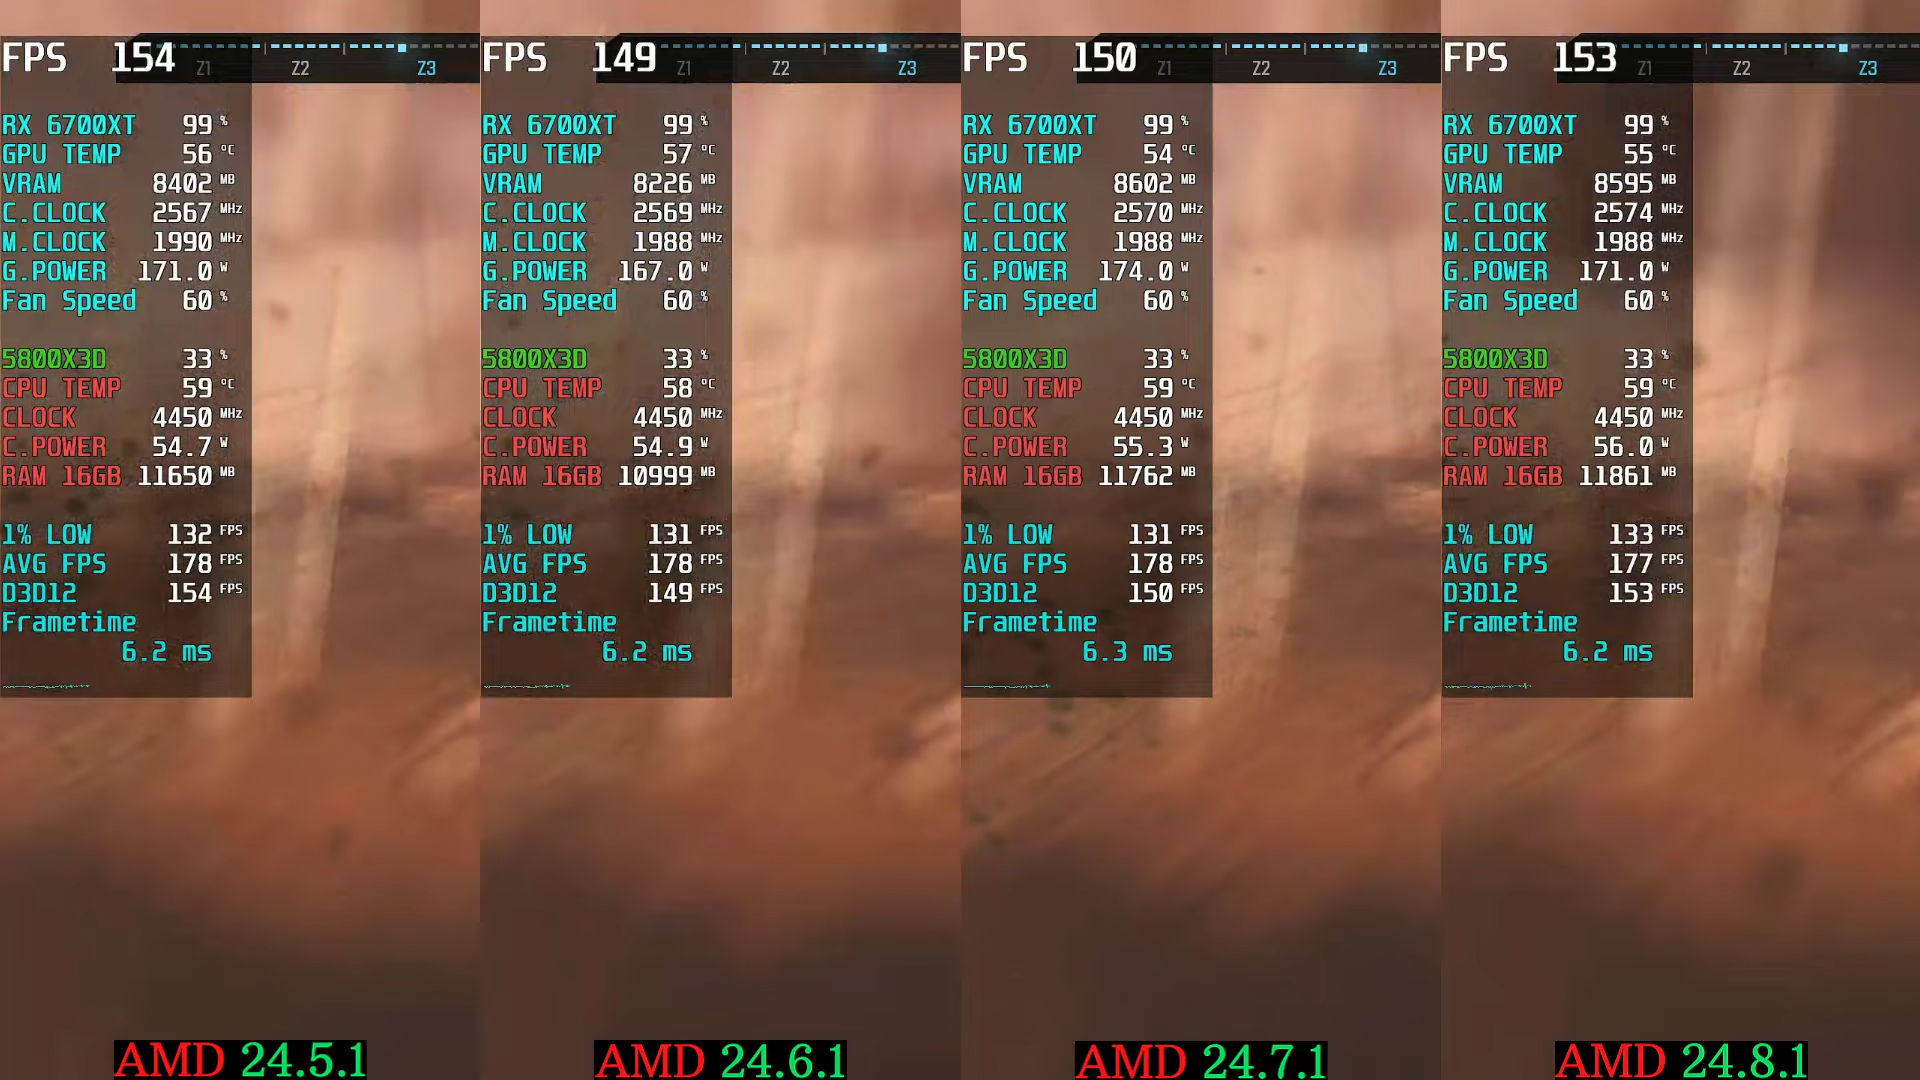 FPS 154
Z1 Z2 Z3
RX 6700XT 99 %
GPU TEMP 56 °C
VRAM 8402 MB
C.CLOCK 2567 MHz
M.CLOCK 1990 MHz
G.POWER 171.0 W
Fan Speed 60 %
5800X3D 33 %
CPU TEMP 59 °C
CLOCK 4450 MHz
C.POWER 54.7 W
RAM 16GB 11650 MB
1% LOW 132 FPS
AVG FPS 178 FPS
D3D12 154 FPS
Frametime
6.2 ms
AMD 24.5.1
FPS 149
Z1 Z2 Z3
RX 6700XT 99 %
GPU TEMP 57 °C
VRAM 8226 MB
C.CLOCK 2569 MHz
M.CLOCK 1988 MHz
G.POWER 167.0 W
Fan Speed 60 %
5800X3D 33 %
CPU TEMP 58 °C
CLOCK 4450 MHz
C.POWER 54.9 W
RAM 16GB 10999 MB
1% LOW 131 FPS
AVG FPS 178 FPS
D3D12 149 FPS
Frametime
6.2 ms
AMD 24.6.1
FPS 150
Z1 Z2 Z3
RX 6700XT 99 %
GPU TEMP 54 °C
VRAM 8602 MB
C.CLOCK 2570 MHz
M.CLOCK 1988 MHz
G.POWER 174.0 W
Fan Speed 60 %
5800X3D 33 %
CPU TEMP 59 °C
CLOCK 4450 MHz
C.POWER 55.3 W
RAM 16GB 11762 MB
1% LOW 131 FPS
AVG FPS 178 FPS
D3D12 150 FPS
Frametime
6.3 ms
AMD 24.7.1
FPS 153
Z1 Z2 Z3
RX 6700XT 99 %
GPU TEMP 55 °C
VRAM 8595 MB
C.CLOCK 2574 MHz
M.CLOCK 1988 MHz
G.POWER 171.0 W
Fan Speed 60 %
5800X3D 33 %
CPU TEMP 59 °C
CLOCK 4450 MHz
C.POWER 56.0 W
RAM 16GB 11861 MB
1% LOW 133 FPS
AVG FPS 177 FPS
D3D12 153 FPS
Frametime
6.2 ms
AMD 24.8.1